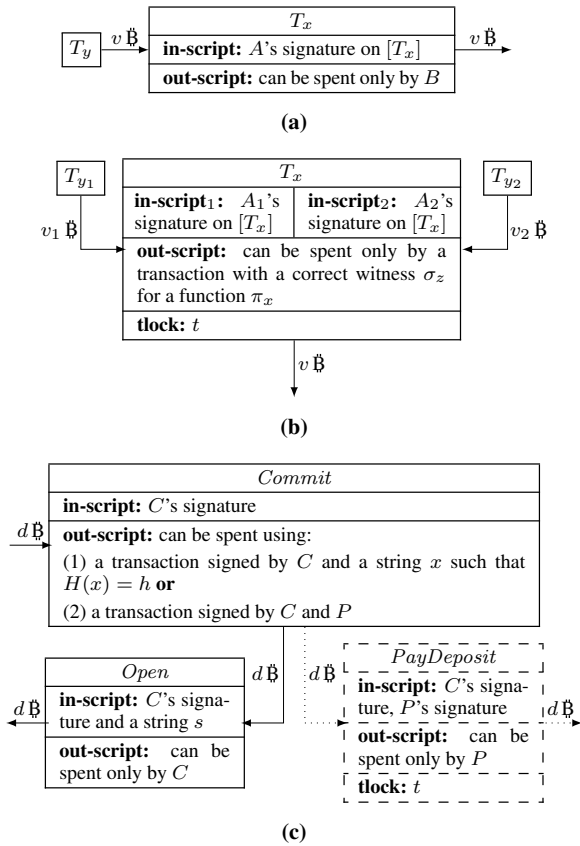 T_x
T_y
v ₿
in-script: A's signature on [T_x]
v ₿
out-script: can be spent only by B
(a)
T_{y_1}
T_x
T_{y_2}
in-script_1: A_1's signature on [T_x]
in-script_2: A_2's signature on [T_x]
v_1 ₿
v_2 ₿
out-script: can be spent only by a
transaction with a correct witness σ_z
for a function π_x
tlock: t
v ₿
(b)
Commit
in-script: C's signature
d ₿
out-script: can be spent using:
(1) a transaction signed by C and a string x such that
H(x) = h or
(2) a transaction signed by C and P
d ₿
d ₿
Open
d ₿
in-script: C's signa-
ture and a string s
out-script: can be
spent only by C
PayDeposit
in-script: C's signa-
ture, P's signature
d ₿
out-script: can be
spent only by P
tlock: t
(c)